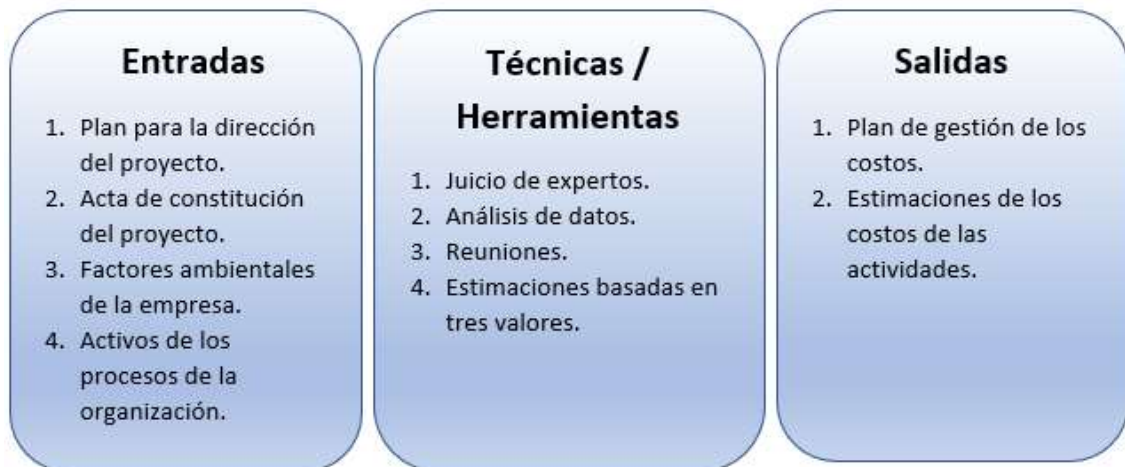 Entradas
1. Plan para la dirección
del proyecto.
2. Acta de constitución
del proyecto.
3. Factores ambientales
de la empresa.
4. Activos de los
procesos de la
organización.
Técnicas /
Herramientas
1. Juicio de expertos.
2. Análisis de datos.
3. Reuniones.
4. Estimaciones basadas en
tres valores.
Salidas
1. Plan de gestión de los
costos.
2. Estimaciones de los
costos de las
actividades.